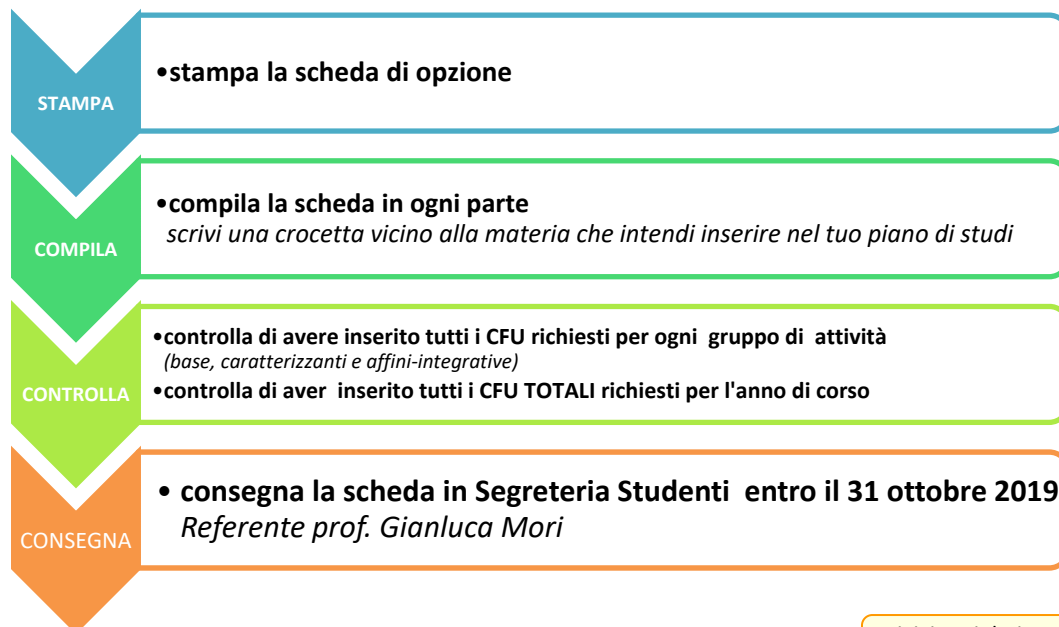 STAMPA
•stampa la scheda di opzione
COMPILA
•compila la scheda in ogni parte
scrivi una crocetta vicino alla materia che intendi inserire nel tuo piano di studi
CONTROLLA
•controlla di avere inserito tutti i CFU richiesti per ogni gruppo di attività
(base, caratterizzanti e affini-integrative)
•controlla di aver inserito tutti i CFU TOTALI richiesti per l'anno di corso
CONSEGNA
• consegna la scheda in Segreteria Studenti entro il 31 ottobre 2019
Referente prof. Gianluca Mori